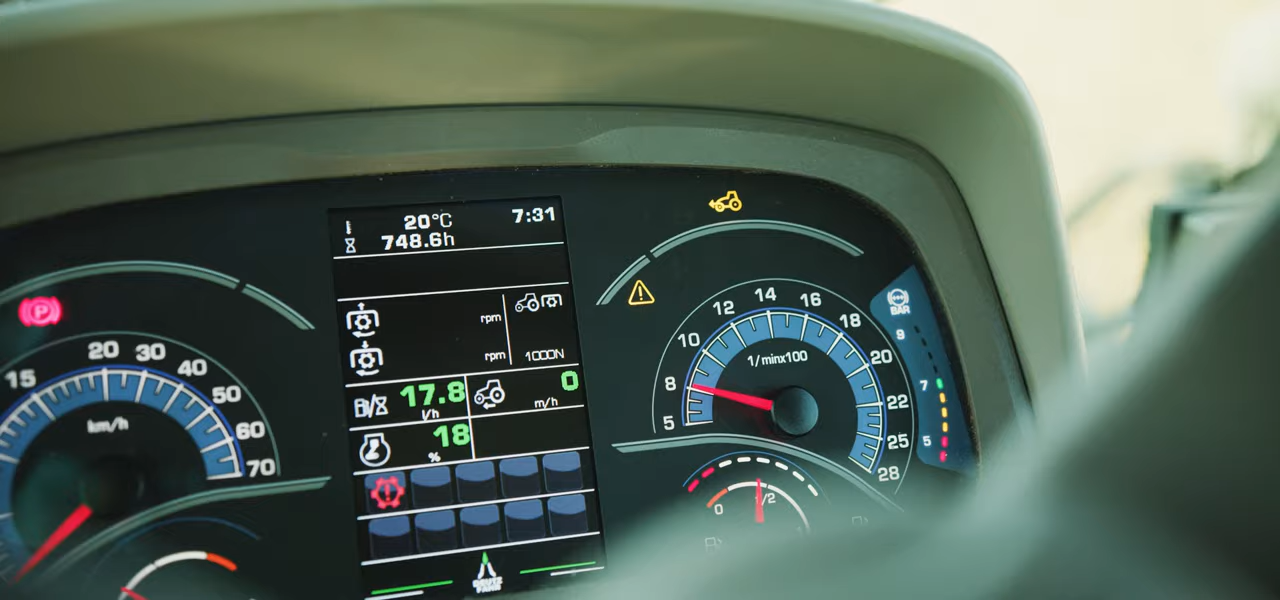 20°C 7:31
748.6h
rpm
rpm 1000N
17.8 0
l/h m/h
18
%
DEUTZ
FAHR
P
15 20 30 40 50 60 70
km/h
5 8 10 12 14 16 18 20 22 25 28
1/minx100
0 1/2
BAR
9
7
5